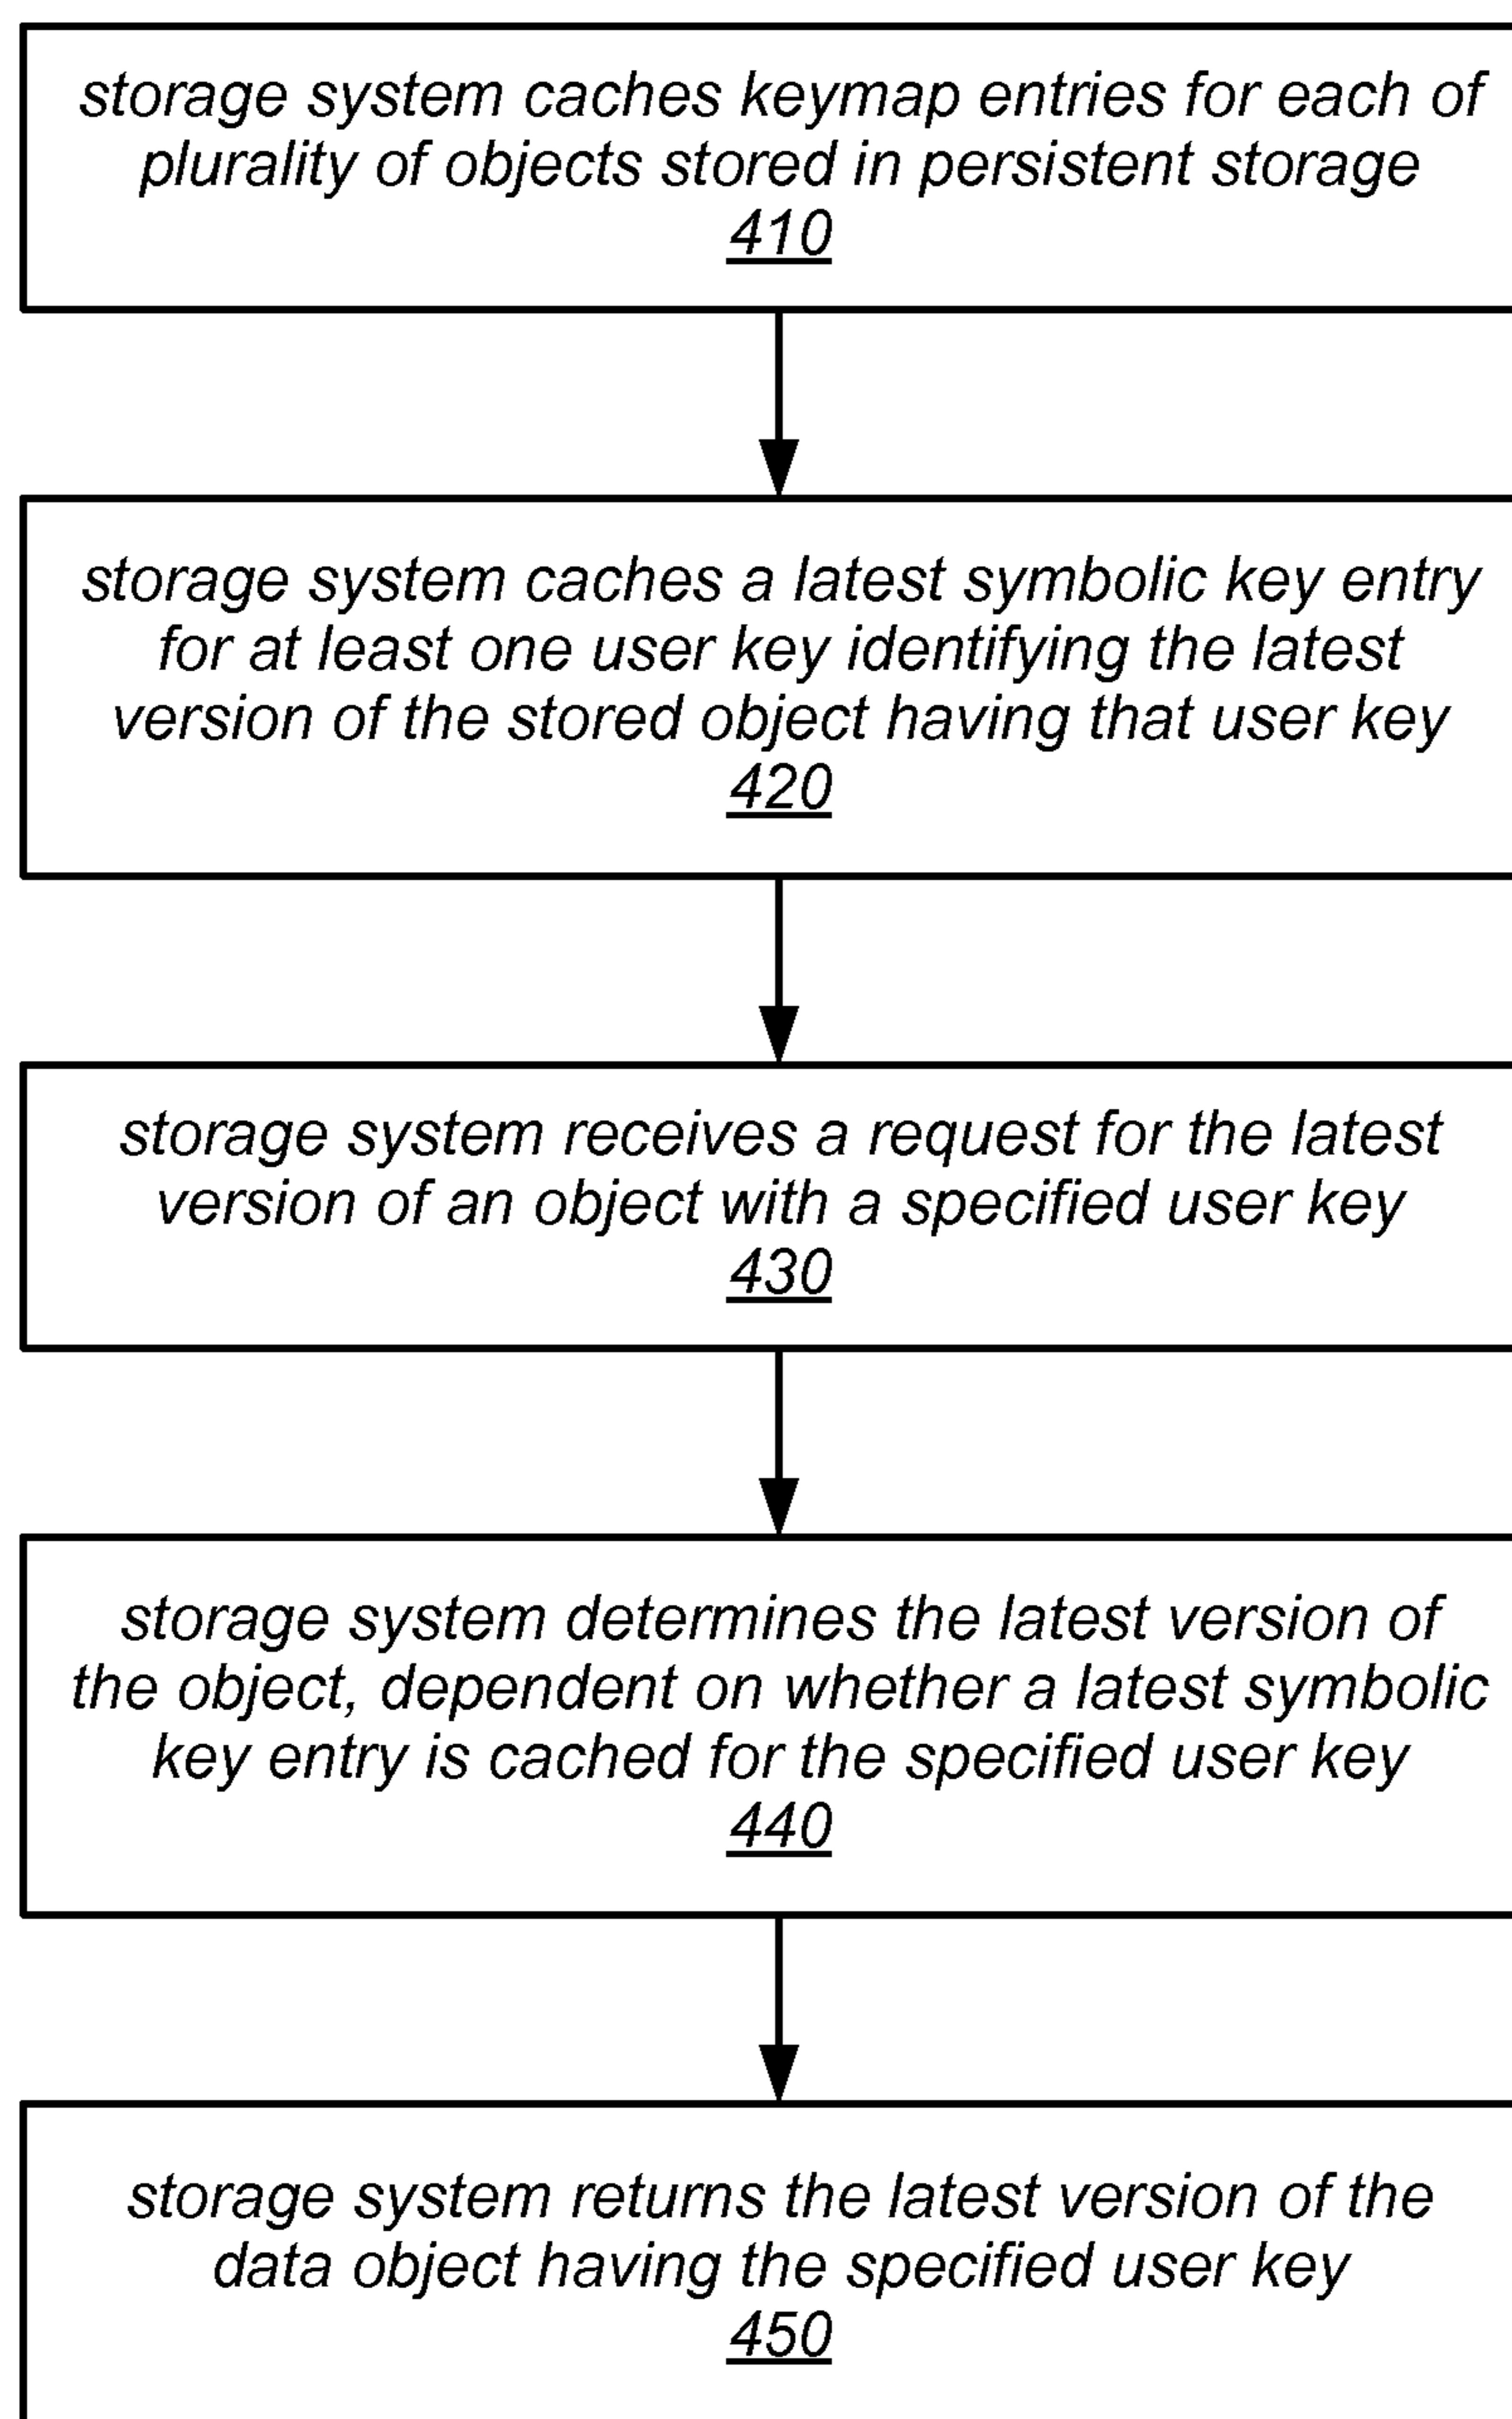 storage system caches keymap entries for each of
plurality of objects stored in persistent storage
410
storage system caches a latest symbolic key entry
for at least one user key identifying the latest
version of the stored object having that user key
420
storage system receives a request for the latest
version of an object with a specified user key
430
storage system determines the latest version of
the object, dependent on whether a latest symbolic
key entry is cached for the specified user key
440
storage system returns the latest version of the
data object having the specified user key
450